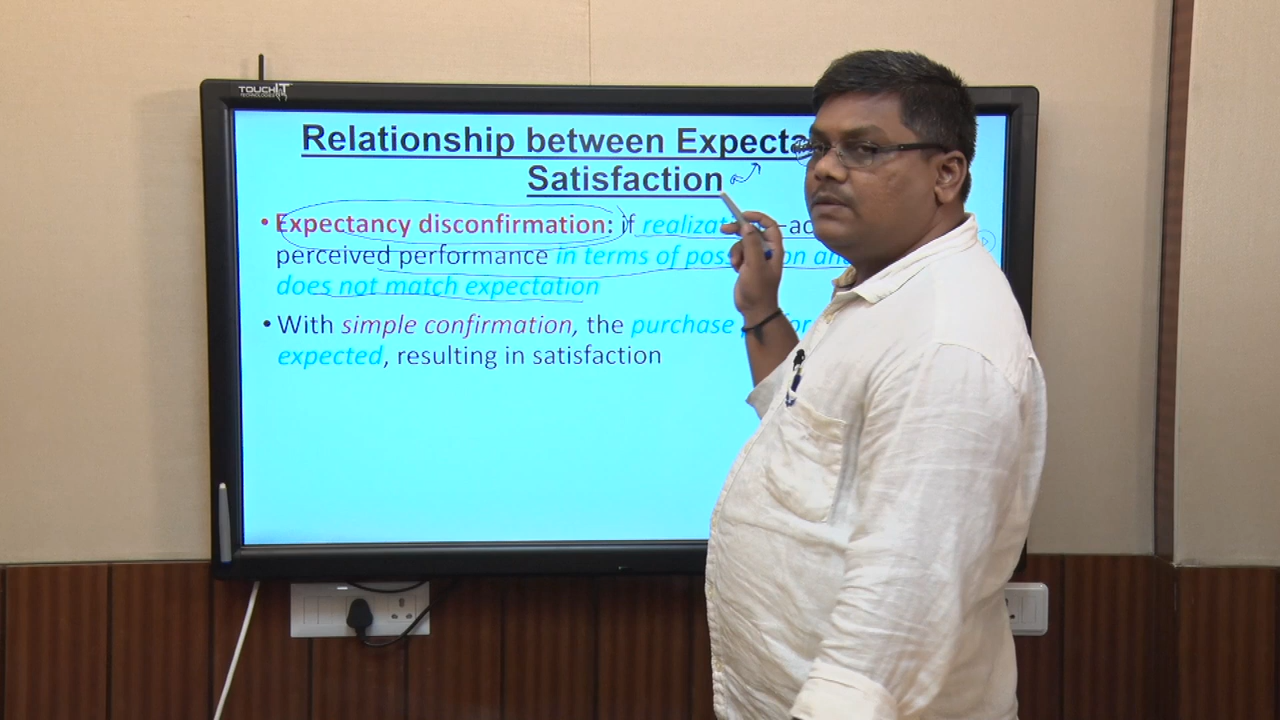 TOUCHIT
TECHNOLOGIES
Relationship between Expecta
Satisfaction
• Expectancy disconfirmation: if realizat
perceived performance in terms of poss on an
does not match expectation
• With simple confirmation, the purchase
expected, resulting in satisfaction